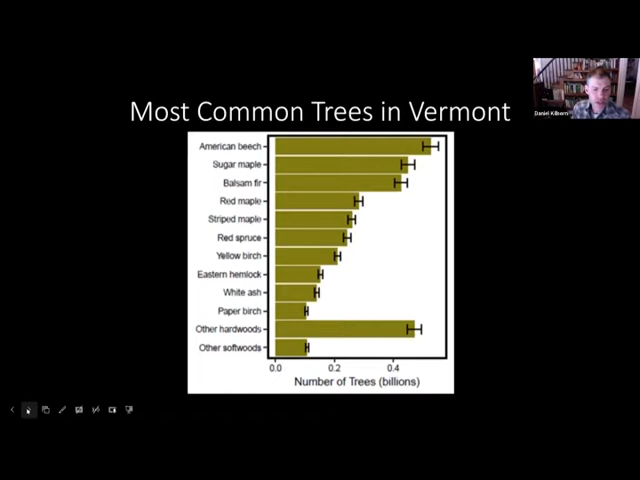 Most Common Trees in Vermont
Daniel Kilborn
American beech
Sugar maple
Balsam fir
Red maple
Striped maple
Red spruce
Yellow birch
Eastern hemlock
White ash
Paper birch
Other hardwoods
Other softwoods
0.0 0.2 0.4
Number of Trees (billions)